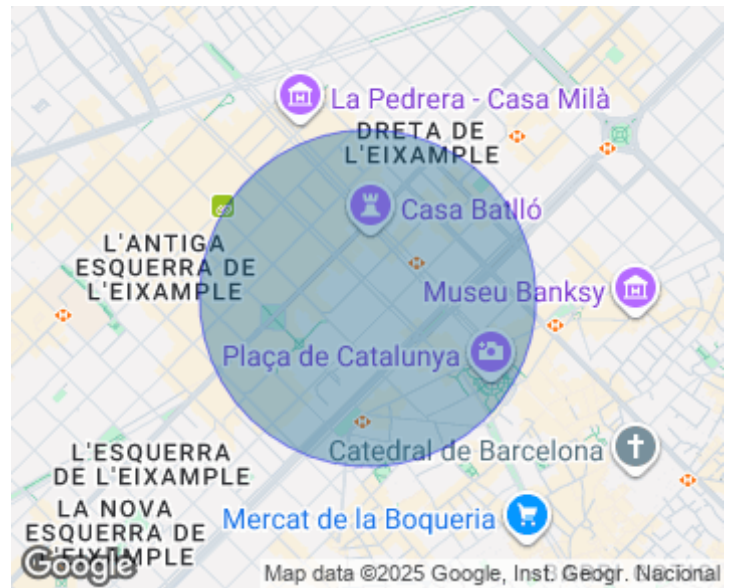 La Pedrera - Casa Milà
DRETA DE
L'EIXAMPLE
Casa Batlló
L'ANTIGA
ESQUERRA DE
L'EIXAMPLE
Museu Banksy
Plaça de Catalunya
L'ESQUERRA
DE L'EIXAMPLE
Catedral de Barcelona
LA NOVA
ESQUERRA DE
L'EIXAMPLE
Mercat de la Boqueria
Google
Map data ©2025 Google, Inst. Geogr. Nacional